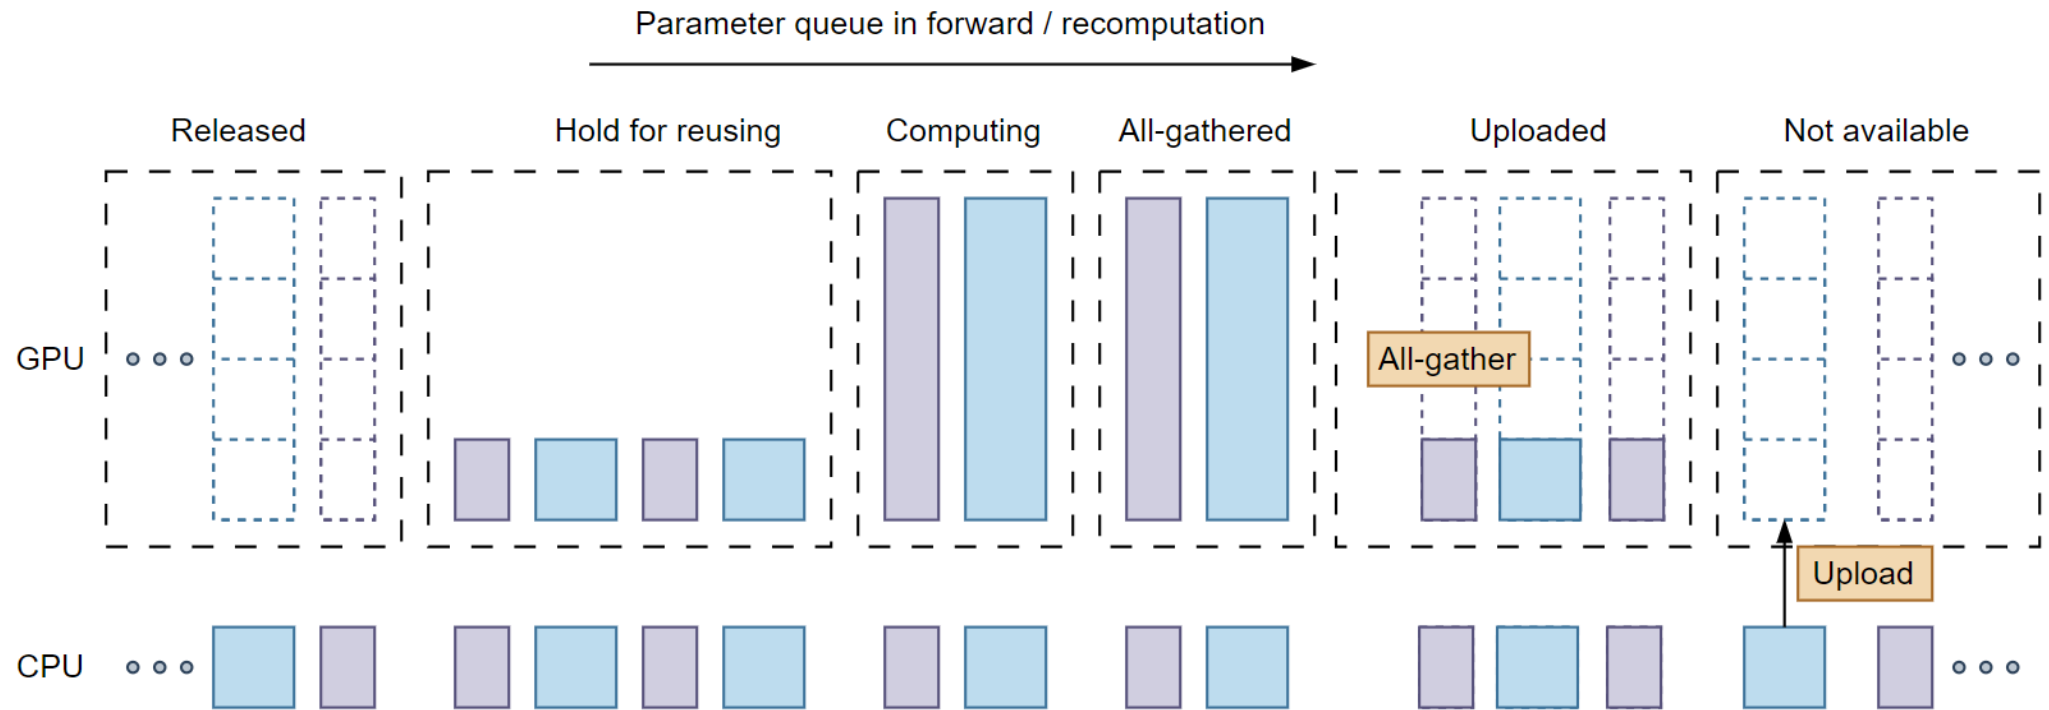 Parameter queue in forward / recomputation
Released
Hold for reusing
Computing
All-gathered
Uploaded
Not available
GPU
All-gather
Upload
CPU